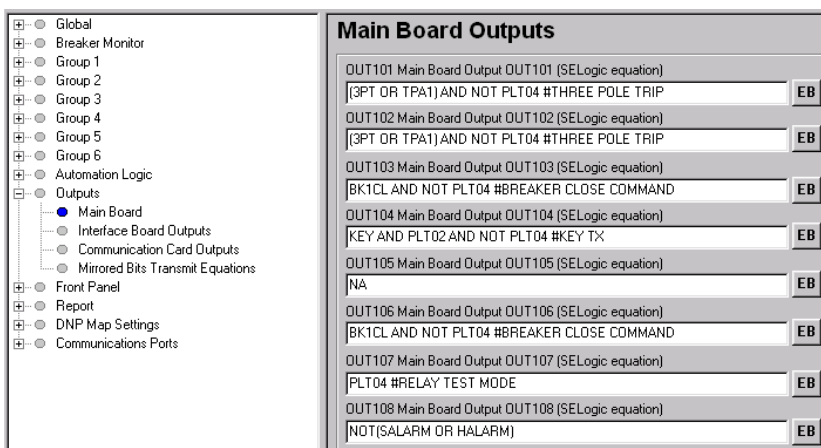 Global
Breaker Monitor
Group 1
Group 2
Group 3
Group 4
Group 5
Group 6
Automation Logic
Outputs
Main Board
Interface Board Outputs
Communication Card Outputs
Mirrored Bits Transmit Equations
Front Panel
Report
DNP Map Settings
Communications Ports
Main Board Outputs
OUT101 Main Board Output OUT101 (SELogic equation)
(3PT OR TPA1) AND NOT PLT04 #THREE POLE TRIP
EB
OUT102 Main Board Output OUT102 (SELogic equation)
(3PT OR TPA1) AND NOT PLT04 #THREE POLE TRIP
EB
OUT103 Main Board Output OUT103 (SELogic equation)
BK1CL AND NOT PLT04 #BREAKER CLOSE COMMAND
EB
OUT104 Main Board Output OUT104 (SELogic equation)
KEY AND PLT02 AND NOT PLT04 #KEY TX
EB
OUT105 Main Board Output OUT105 (SELogic equation)
NA
EB
OUT106 Main Board Output OUT106 (SELogic equation)
BK1CL AND NOT PLT04 #BREAKER CLOSE COMMAND
EB
OUT107 Main Board Output OUT107 (SELogic equation)
PLT04 #RELAY TEST MODE
EB
OUT108 Main Board Output OUT108 (SELogic equation)
NOT(SALARM OR HALARM)
EB